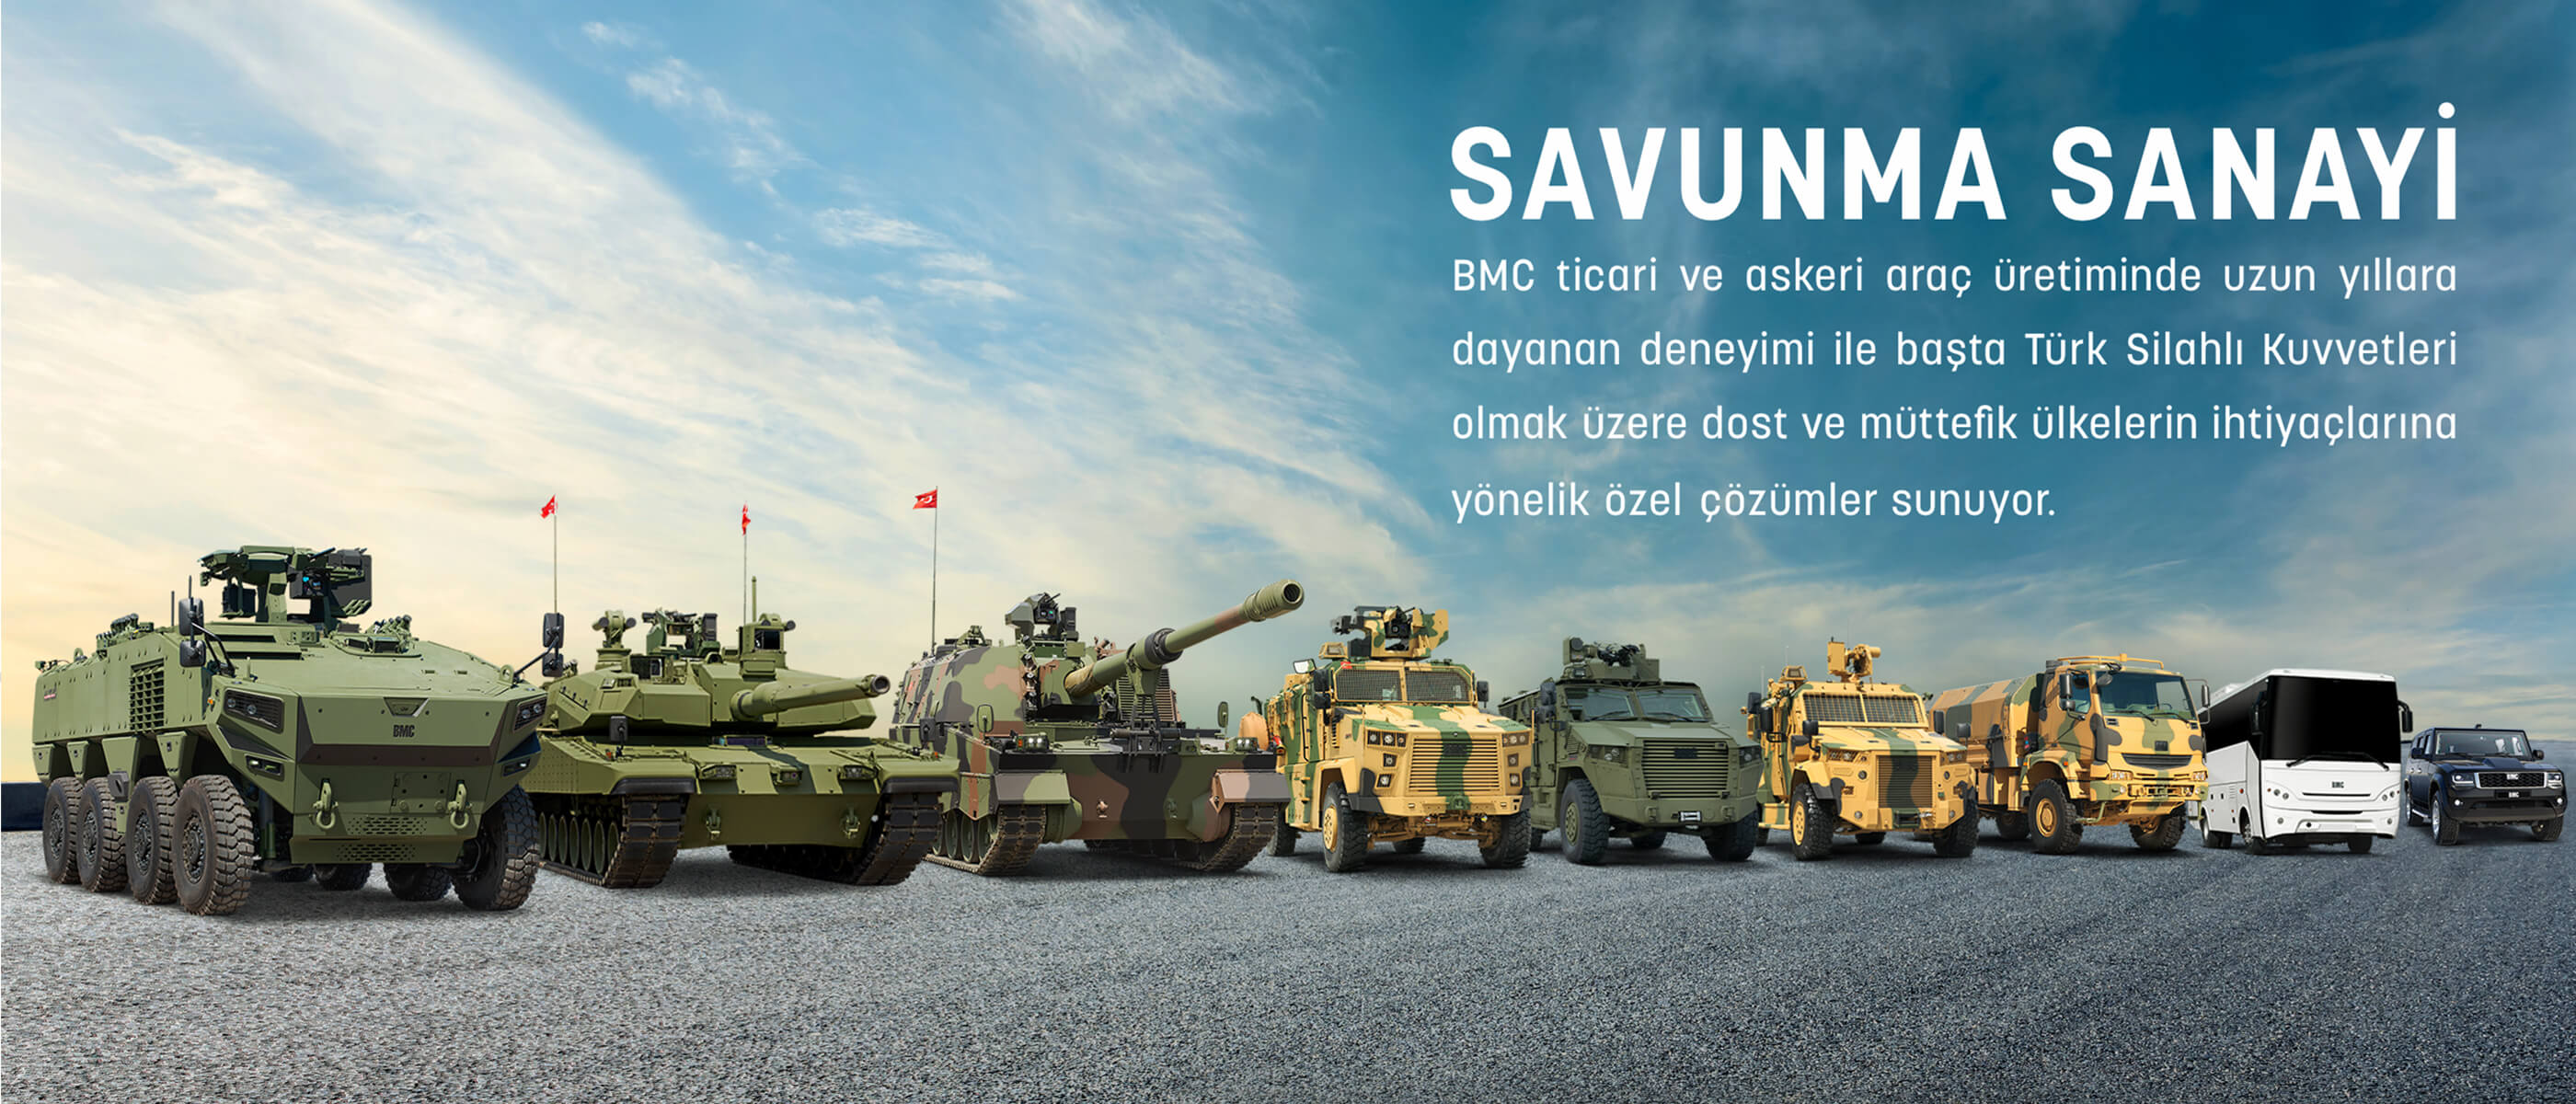 SAVUNMA SANAYİ
BMC ticari ve askeri araç üretiminde uzun yıllara
dayanan deneyimi ile başta Türk Silahlı Kuvvetleri
olmak üzere dost ve müttefik ülkelerin ihtiyaçlarına
yönelik özel çözümler sunuyor.
BMC
BMC
BMC
BMC